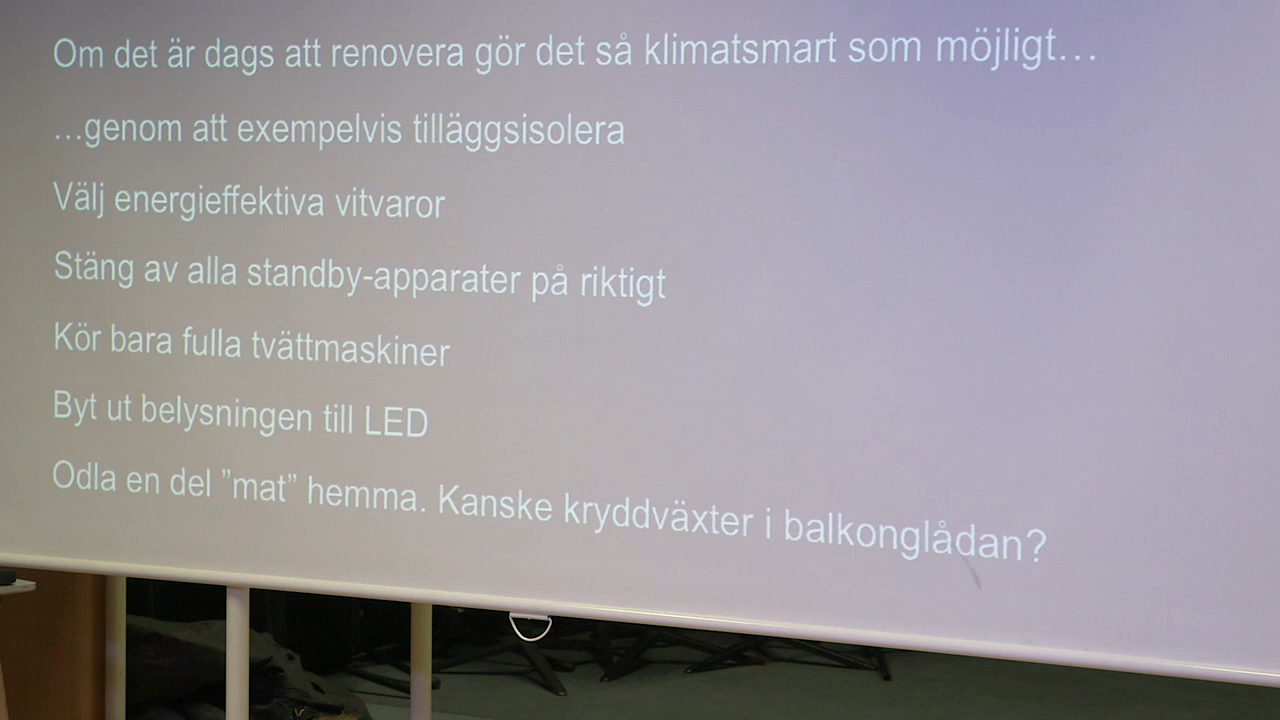 Om det är dags att renovera gör det så klimatsmart som möjligt…
…genom att exempelvis tilläggsisolera
Välj energieffektiva vitvaror
Stäng av alla standby-apparater på riktigt
Kör bara fulla tvättmaskiner
Byt ut belysningen till LED
Odla en del ”mat” hemma. Kanske kryddväxter i balkonglådan?